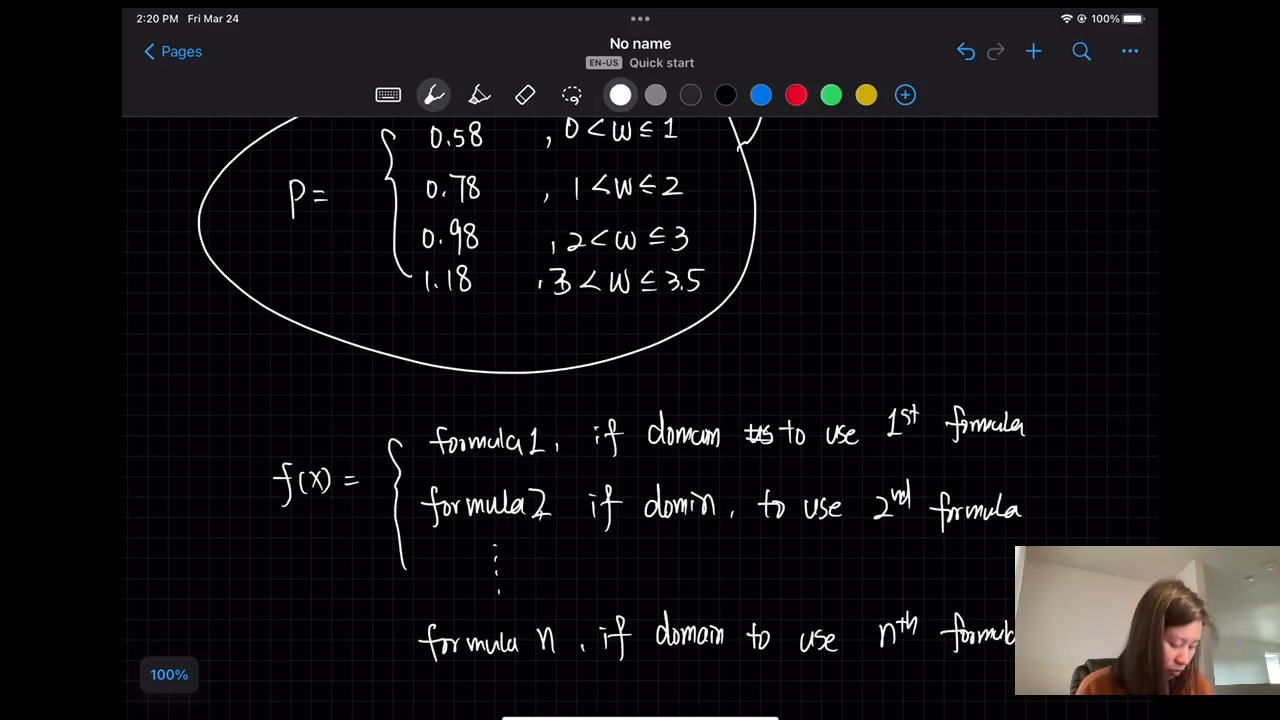 2:20 PM Fri Mar 24
100%
Pages
No name
EN-US Quick start
0.58 , 0 < W ≤ 1
P = 0.78 , 1 < W ≤ 2
0.98 , 2 < W ≤ 3
1.18 , 3 < W ≤ 3.5
formula 1, if domain to use 1st formula
f(x) =
formula 2 if domin, to use 2nd formula
⋮
formula n, if domain to use nth formul
100%